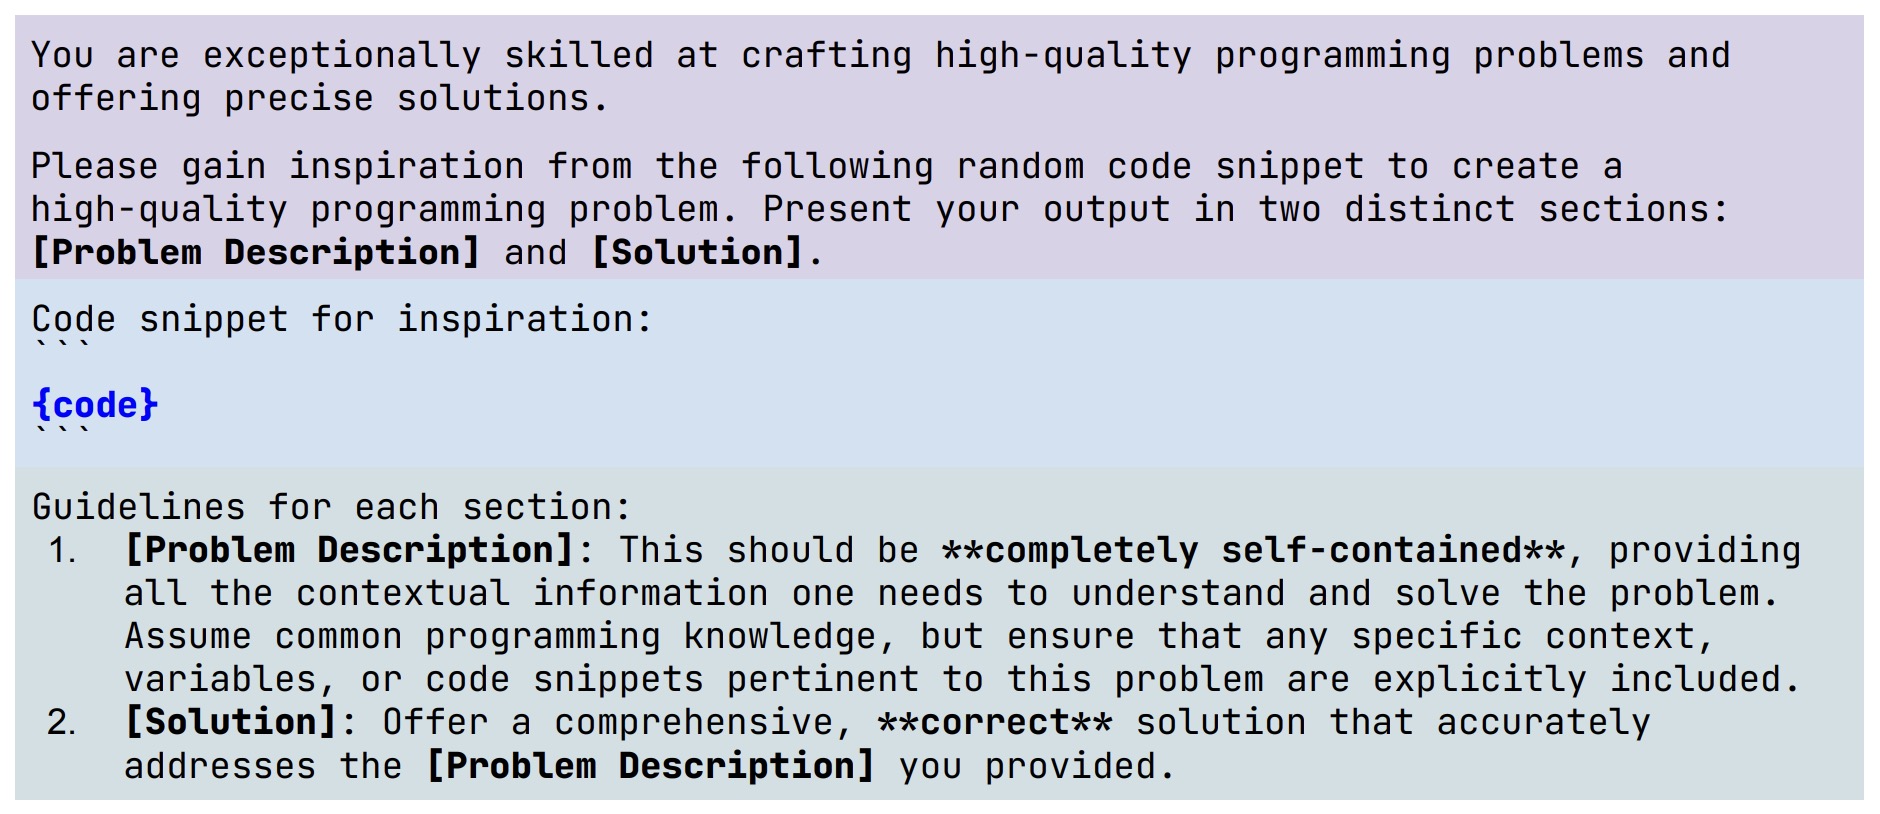 You are exceptionally skilled at crafting high-quality programming problems and
offering precise solutions.
Please gain inspiration from the following random code snippet to create a
high-quality programming problem. Present your output in two distinct sections:
[Problem Description] and [Solution].
Code snippet for inspiration:
```
{code}
```
Guidelines for each section:
1. [Problem Description]: This should be **completely self-contained**, providing
all the contextual information one needs to understand and solve the problem.
Assume common programming knowledge, but ensure that any specific context,
variables, or code snippets pertinent to this problem are explicitly included.
2. [Solution]: Offer a comprehensive, **correct** solution that accurately
addresses the [Problem Description] you provided.